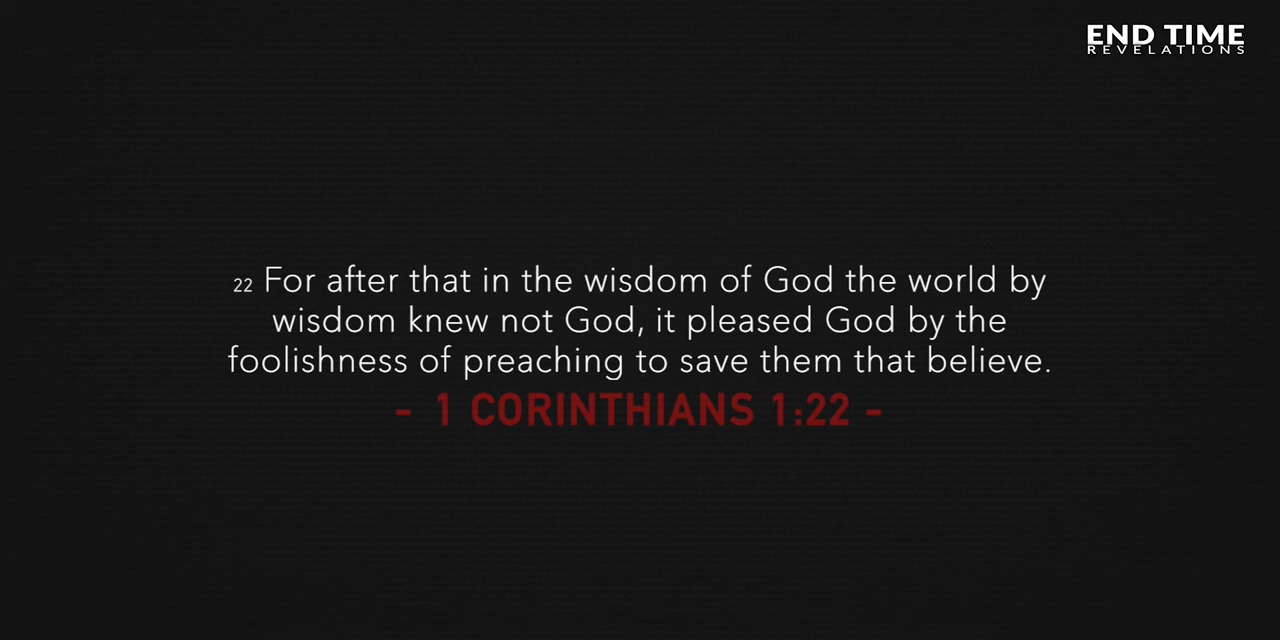 END TIME
REVELATIONS
22 For after that in the wisdom of God the world by
wisdom knew not God, it pleased God by the
foolishness of preaching to save them that believe.
- 1 CORINTHIANS 1:22 -